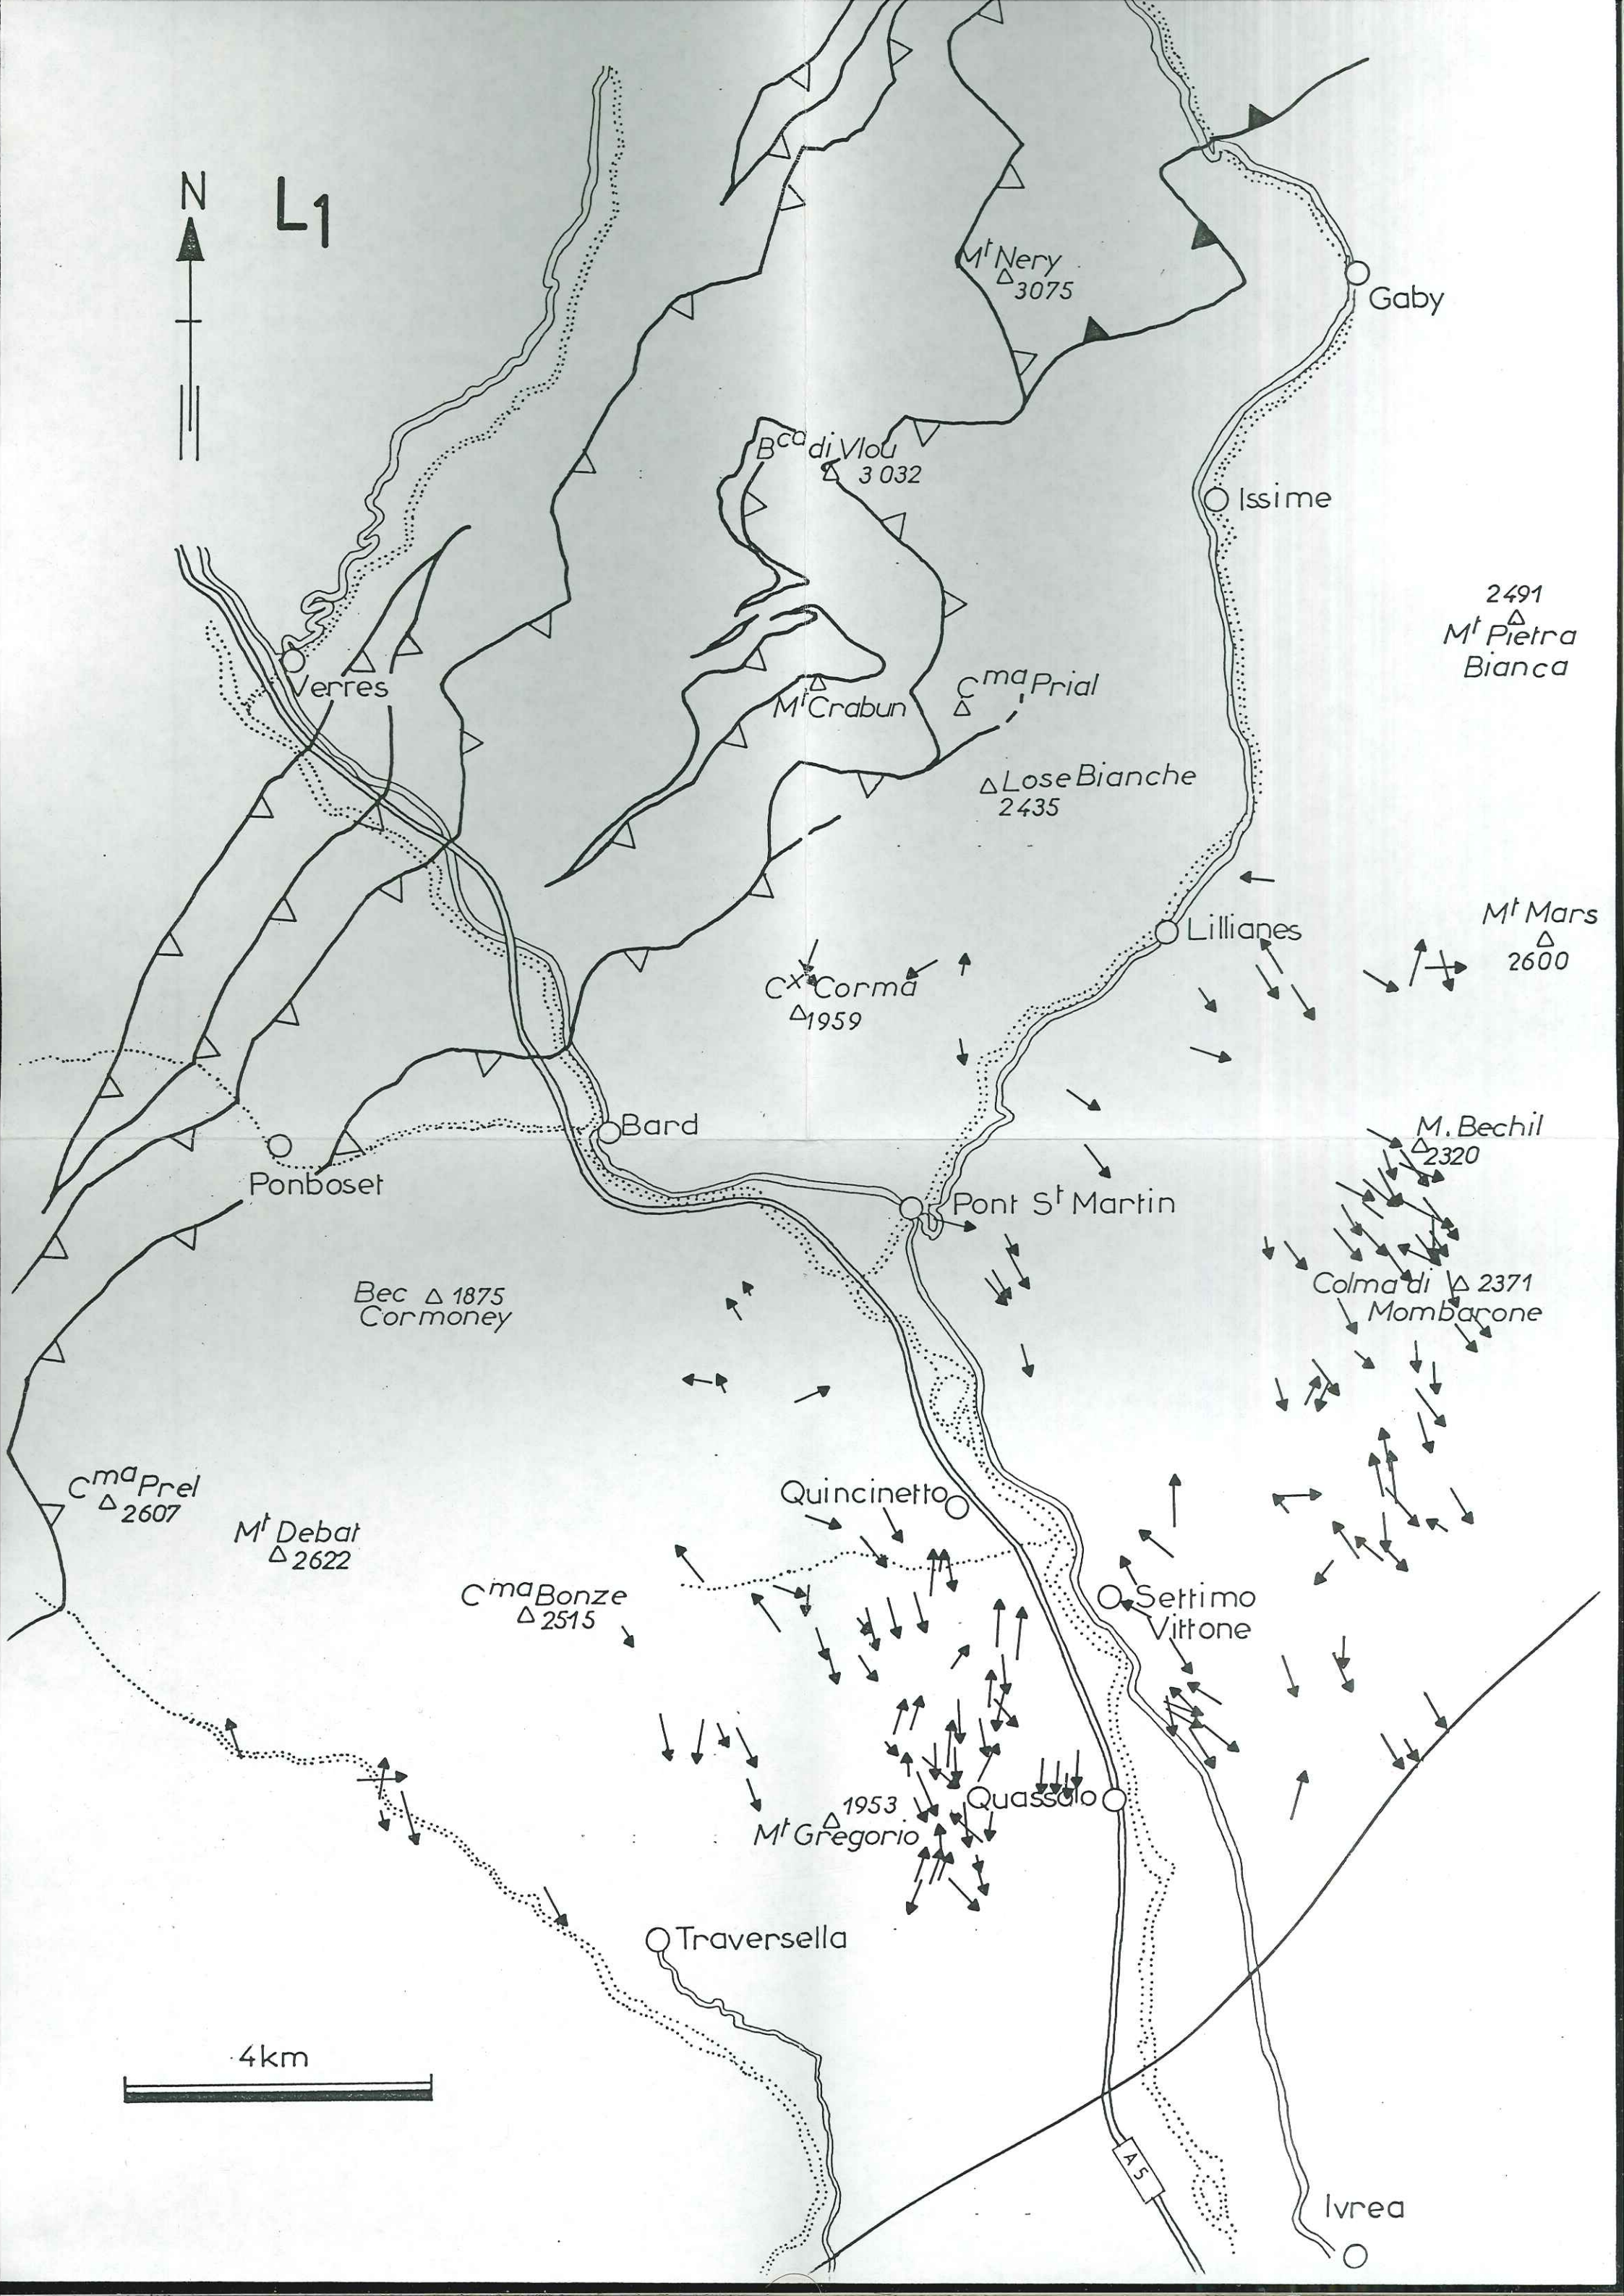 N
L1
Mt Nery
3075
Gaby
Bca di Vlou
3032
Issime
2491
Mt Pietra
Bianca
Verres
Cma Prial
Mt Crabun
Lose Bianche
2435
Mt Mars
2600
Lillianes
Cx Corma
1959
Bard
M. Bechil
2320
Ponboset
Pont St Martin
Bec 1875
Cormoney
Colma di 2371
Mombarone
Cma Prel
2607
Quincinetto
Mt Debat
2622
Cma Bonze
2515
Settimo
Vittone
1953
Mt Gregorio
Quassolo
Traversella
4km
A5
Ivrea